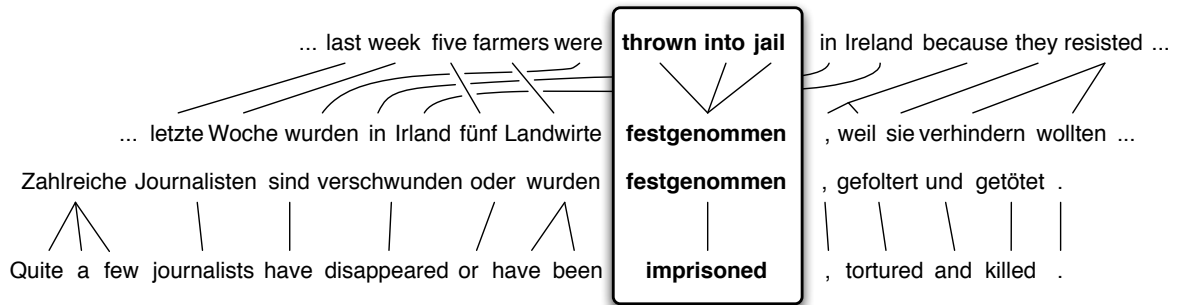 ... last week five farmers were thrown into jail in Ireland because they resisted ...
... letzte Woche wurden in Irland fünf Landwirte festgenommen , weil sie verhindern wollten ...
Zahlreiche Journalisten sind verschwunden oder wurden festgenommen , gefoltert und getötet .
Quite a few journalists have disappeared or have been imprisoned , tortured and killed .